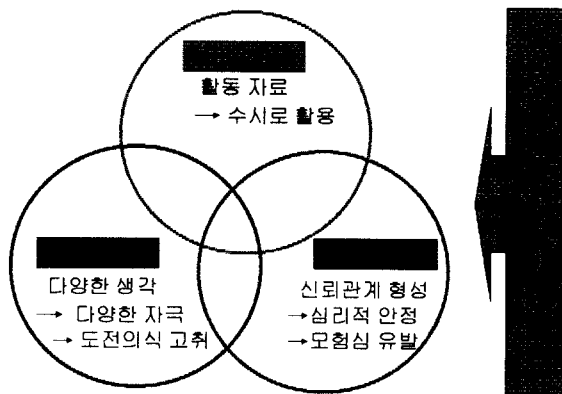 활동 자료
→ 수시로 활용
다양한 생각
→ 다양한 자극
→ 도전의식 고취
신뢰관계 형성
→심리적 안정
→모험심 유발